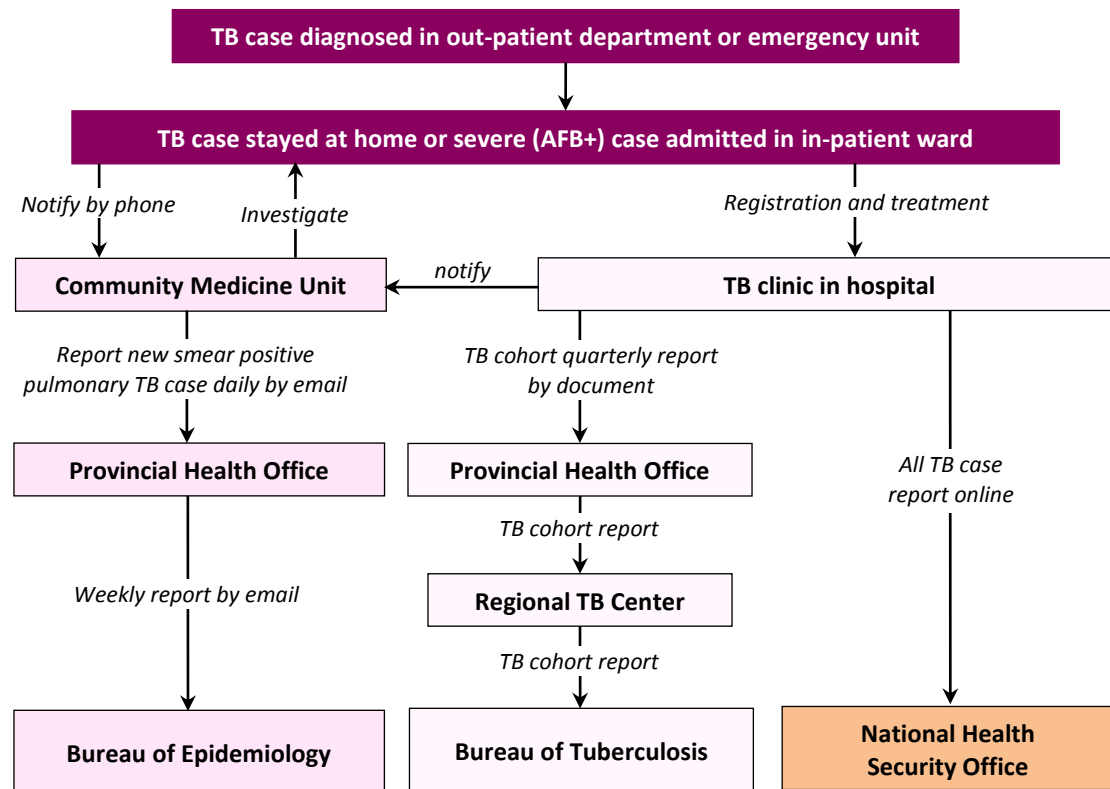 TB case diagnosed in out-patient department or emergency unit
TB case stayed at home or severe (AFB+) case admitted in in-patient ward
Notify by phone
Investigate
Registration and treatment
Community Medicine Unit
notify
TB clinic in hospital
Report new smear positive
pulmonary TB case daily by email
TB cohort quarterly report
by document
Provincial Health Office
Provincial Health Office
All TB case
report online
TB cohort report
Weekly report by email
Regional TB Center
TB cohort report
Bureau of Epidemiology
Bureau of Tuberculosis
National Health
Security Office